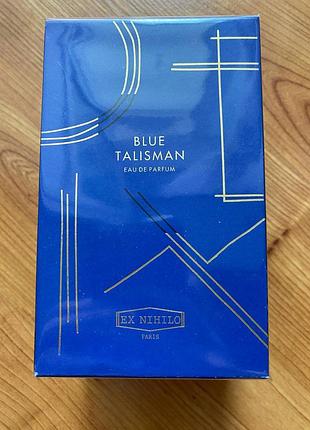 BLUE
TALISMAN
EAU DE PARFUM
EX NIHILO
PARIS